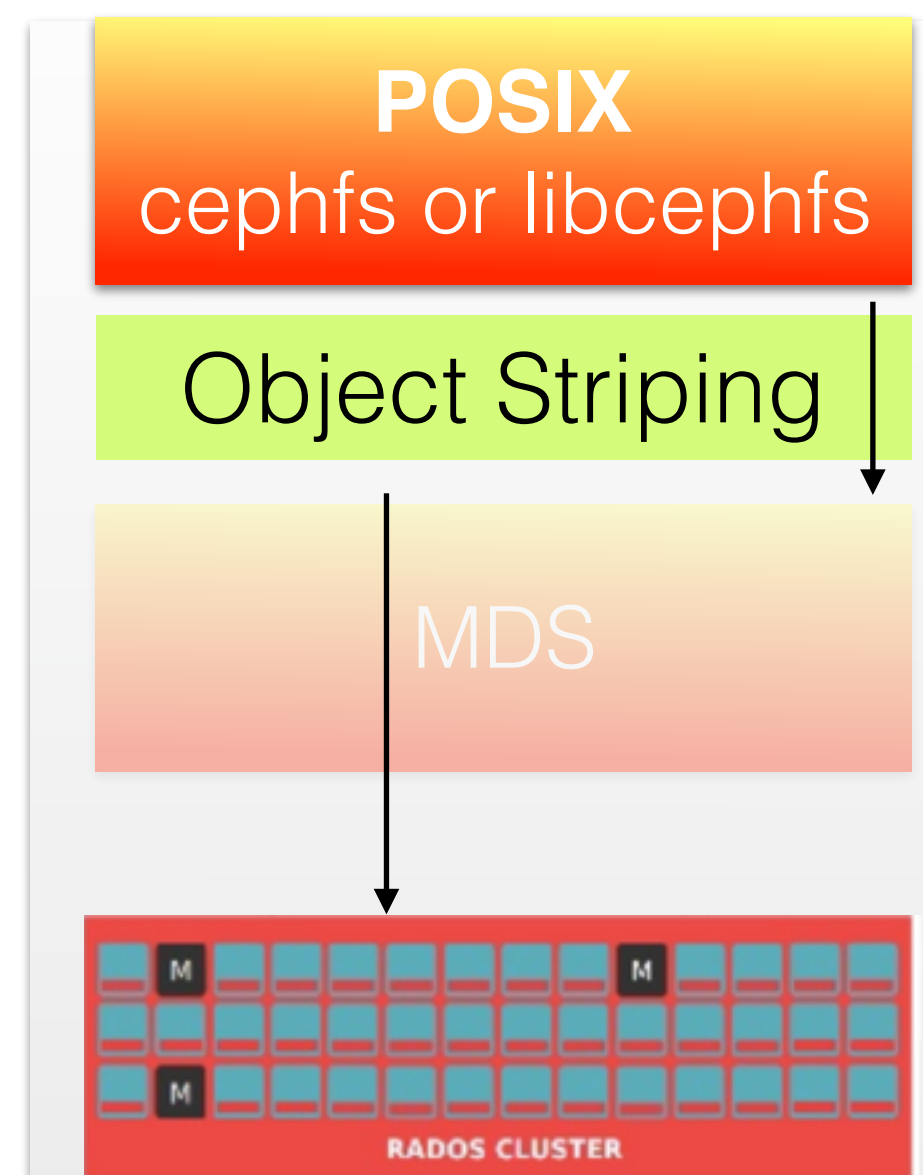 POSIX
cephfs or libcephfs
Object Striping
MDS
M M
M
RADOS CLUSTER